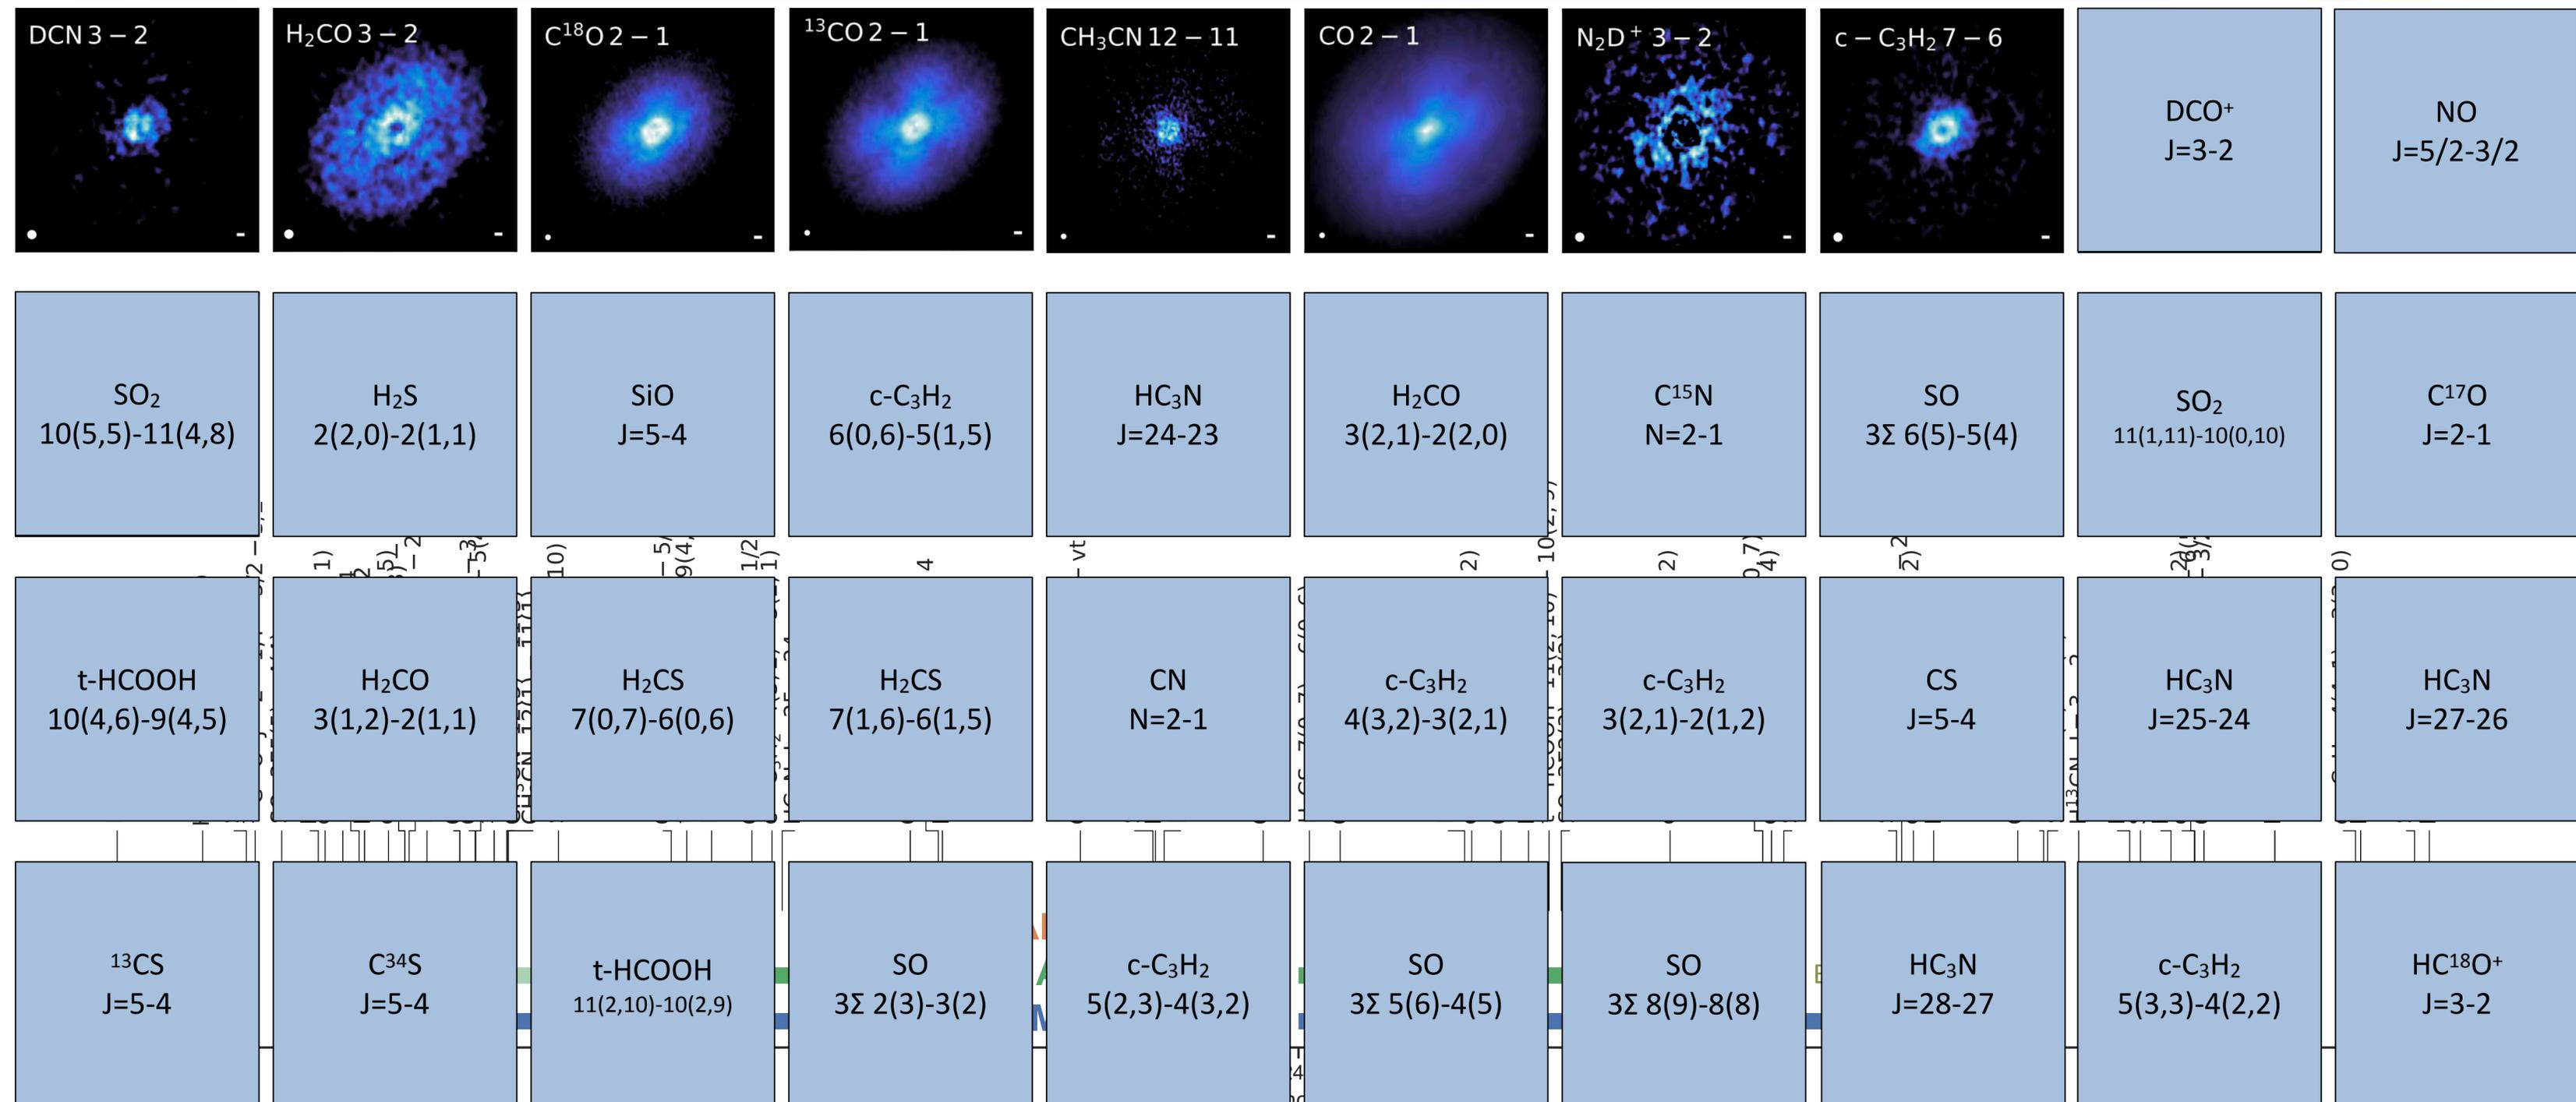 DCN 3 – 2
H₂CO 3 – 2
C¹⁸O 2 – 1
¹³CO 2 – 1
CH₃CN 12 – 11
CO 2 – 1
N₂D⁺ 3 – 2
c – C₃H₂ 7 – 6
DCO⁺
J=3-2
NO
J=5/2-3/2
SO₂
10(5,5)-11(4,8)
H₂S
2(2,0)-2(1,1)
SiO
J=5-4
c-C₃H₂
6(0,6)-5(1,5)
HC₃N
J=24-23
H₂CO
3(2,1)-2(2,0)
C¹⁵N
N=2-1
SO
3Σ 6(5)-5(4)
SO₂
11(1,11)-10(0,10)
C¹⁷O
J=2-1
t-HCOOH
10(4,6)-9(4,5)
H₂CO
3(1,2)-2(1,1)
H₂CS
7(0,7)-6(0,6)
H₂CS
7(1,6)-6(1,5)
CN
N=2-1
c-C₃H₂
4(3,2)-3(2,1)
c-C₃H₂
3(2,1)-2(1,2)
CS
J=5-4
HC₃N
J=25-24
HC₃N
J=27-26
¹³CS
J=5-4
C³⁴S
J=5-4
t-HCOOH
11(2,10)-10(2,9)
SO
3Σ 2(3)-3(2)
c-C₃H₂
5(2,3)-4(3,2)
SO
3Σ 5(6)-4(5)
SO
3Σ 8(9)-8(8)
HC₃N
J=28-27
c-C₃H₂
5(3,3)-4(2,2)
HC¹⁸O⁺
J=3-2